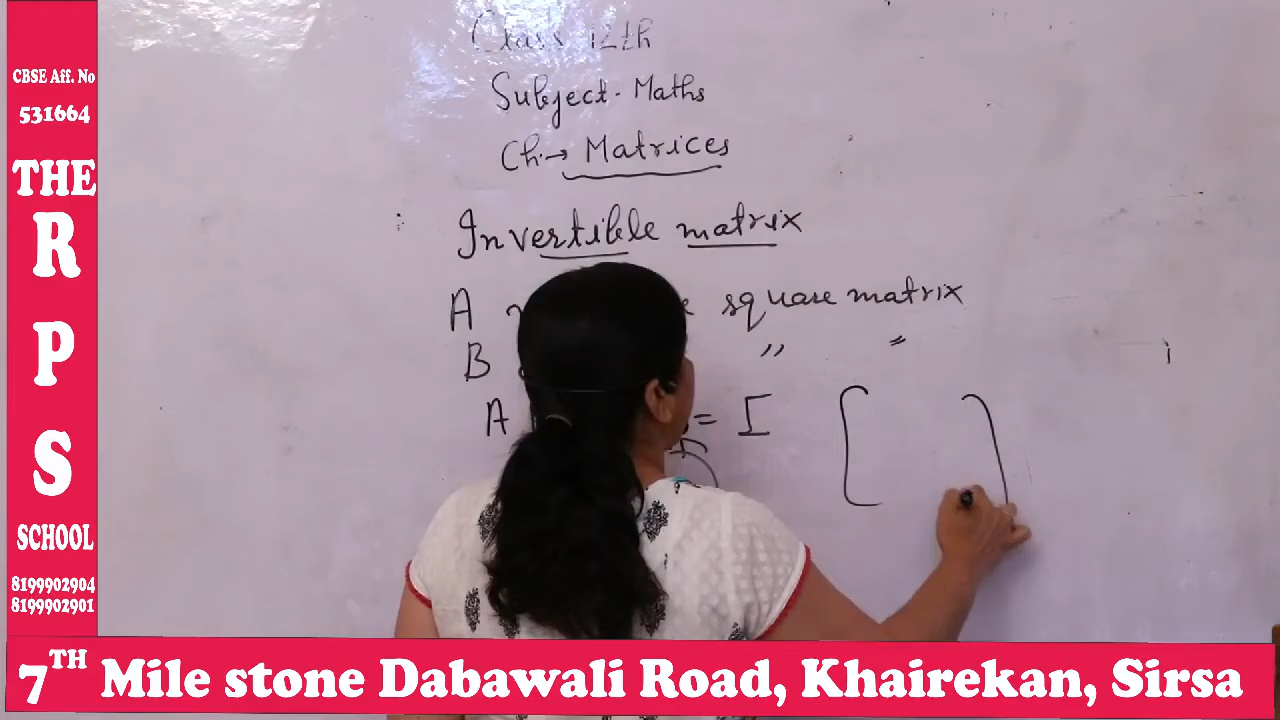 CBSE Aff. No
531664
THE
R
P
S
SCHOOL
8199902904
8199902901
Class 12th
Subject - Maths
Ch. → Matrices
Invertible matrix
A square matrix
B " "
A = I
7TH Mile stone Dabawali Road, Khairekan, Sirsa